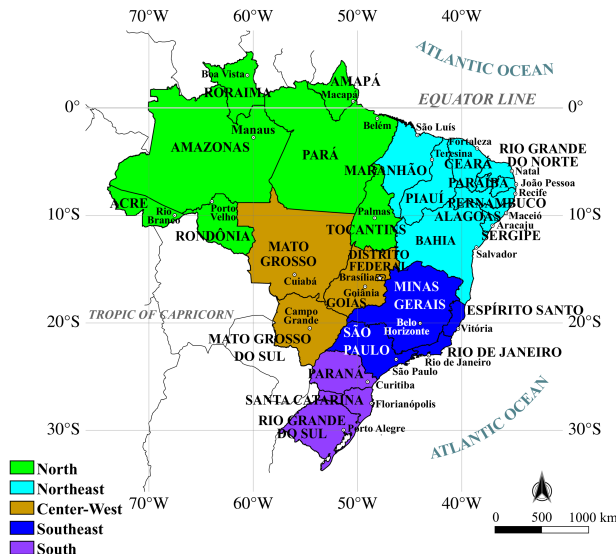 70°W 60°W 50°W 40°W
ATLANTIC OCEAN
Boa Vista
RORAIMA
AMAPÁ
Macapa
0° EQUATOR LINE 0°
Belém
São Luís
Manaus
AMAZONAS
PARÁ
Fortaleza
Teresina
CEARÁ
RIO GRANDE
DO NORTE
Natal
MARANHÃO
PARAÍBA
João Pessoa
Recife
PIAUÍ
PERNAMBUCO
ACRE
Rio
Branco
Porto
Velho
RONDÔNIA
Palmas
TOCANTINS
ALAGOAS
Maceió
Aracaju
SERGIPE
10°S 10°S
BAHIA
Salvador
MATO
GROSSO
Cuiabá
DISTRITO
FEDERAL
Brasília
Goiânia
GOIAS
MINAS
GERAIS
Belo
Horizonte
ESPÍRITO SANTO
Vitória
TROPIC OF CAPRICORN
Campo
Grande
MATO GROSSO
DO SUL
20°S 20°S
SÃO
PAULO
RIO DE JANEIRO
Rio de Janeiro
São Paulo
PARANÁ
Curitiba
SANTA CATARINA
Florianópolis
RIO GRANDE
DO SUL
Porto Alegre
ATLANTIC OCEAN
30°S 30°S
North
Northeast
Center-West
Southeast
South
70°W 60°W 50°W 40°W
N
0 500 1000 km